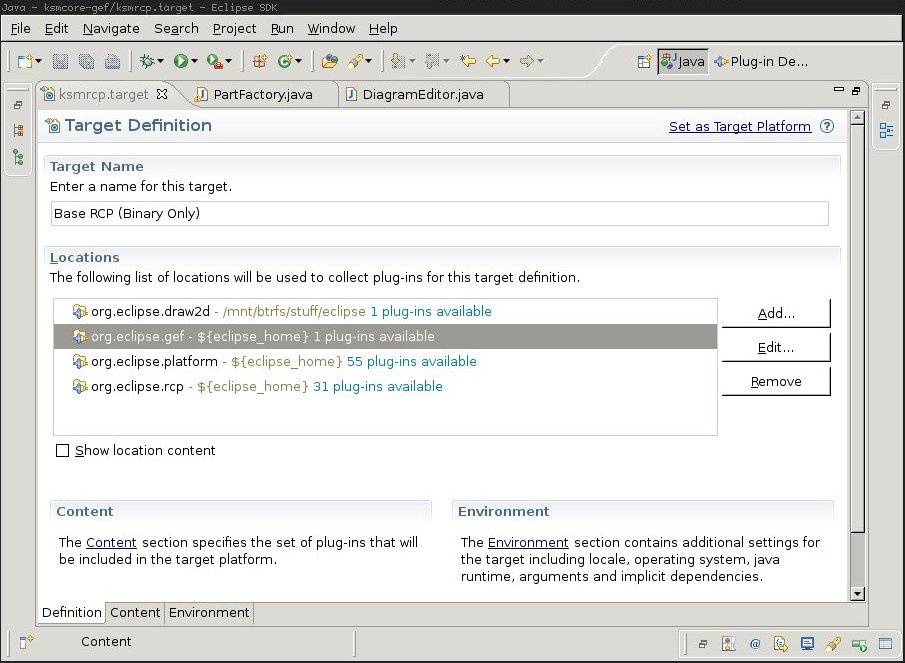 Java - ksmcore-gef/ksmrcp.target - Eclipse SDK
File Edit Navigate Search Project Run Window Help
Java Plug-in De...
ksmrcp.target PartFactory.java DiagramEditor.java
Target Definition Set as Target Platform ?
Target Name
Enter a name for this target.
Base RCP (Binary Only)
Locations
The following list of locations will be used to collect plug-ins for this target definition.
org.eclipse.draw2d - /mnt/btrfs/stuff/eclipse 1 plug-ins available
org.eclipse.gef - ${eclipse_home} 1 plug-ins available
org.eclipse.platform - ${eclipse_home} 55 plug-ins available
org.eclipse.rcp - ${eclipse_home} 31 plug-ins available
Add...
Edit...
Remove
Show location content
Content
The Content section specifies the set of plug-ins that will
be included in the target platform.
Environment
The Environment section contains additional settings for
the target including locale, operating system, java
runtime, arguments and implicit dependencies.
Definition Content Environment
Content @